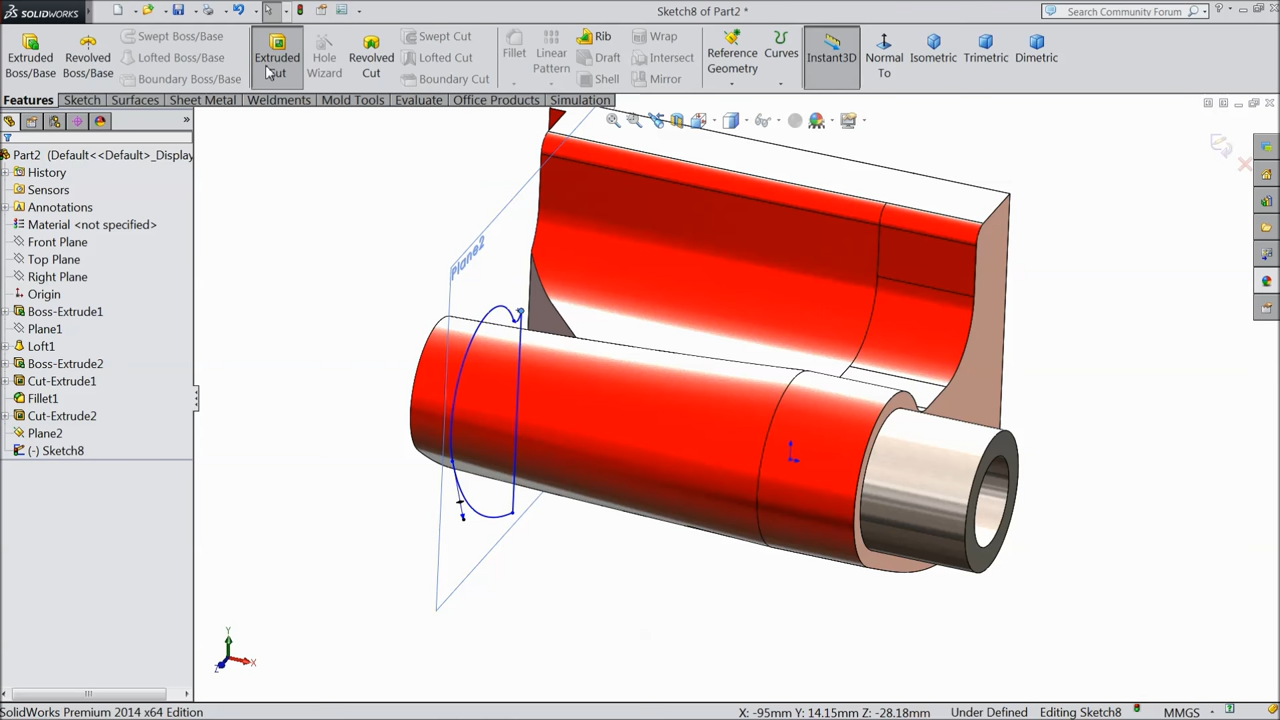 SOLIDWORKS
Sketch8 of Part2 *
Search Community Forum
Extruded Boss/Base
Revolved Boss/Base
Swept Boss/Base
Lofted Boss/Base
Boundary Boss/Base
Extruded Cut
Hole Wizard
Revolved Cut
Swept Cut
Lofted Cut
Boundary Cut
Fillet
Linear Pattern
Rib
Draft
Shell
Wrap
Intersect
Mirror
Reference Geometry
Curves
Instant3D
Normal To
Isometric
Trimetric
Dimetric
Features Sketch Surfaces Sheet Metal Weldments Mold Tools Evaluate Office Products Simulation
Part2 (Default<<Default>_Display
History
Sensors
Annotations
Material <not specified>
Front Plane
Top Plane
Right Plane
Origin
Boss-Extrude1
Plane1
Loft1
Boss-Extrude2
Cut-Extrude1
Fillet1
Cut-Extrude2
Plane2
(-) Sketch8
Plane2
Y
X
Z
SolidWorks Premium 2014 x64 Edition
X: -95mm Y: 14.15mm Z: -28.18mm Under Defined Editing Sketch8 MMGS